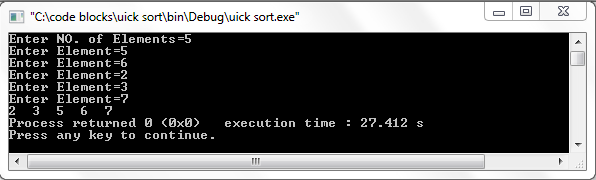 "C:\code blocks\uick sort\bin\Debug\uick sort.exe"
Enter NO. of Elements=5
Enter Element=5
Enter Element=6
Enter Element=2
Enter Element=3
Enter Element=7
2  3  5  6  7
Process returned 0 (0x0)   execution time : 27.412 s
Press any key to continue.